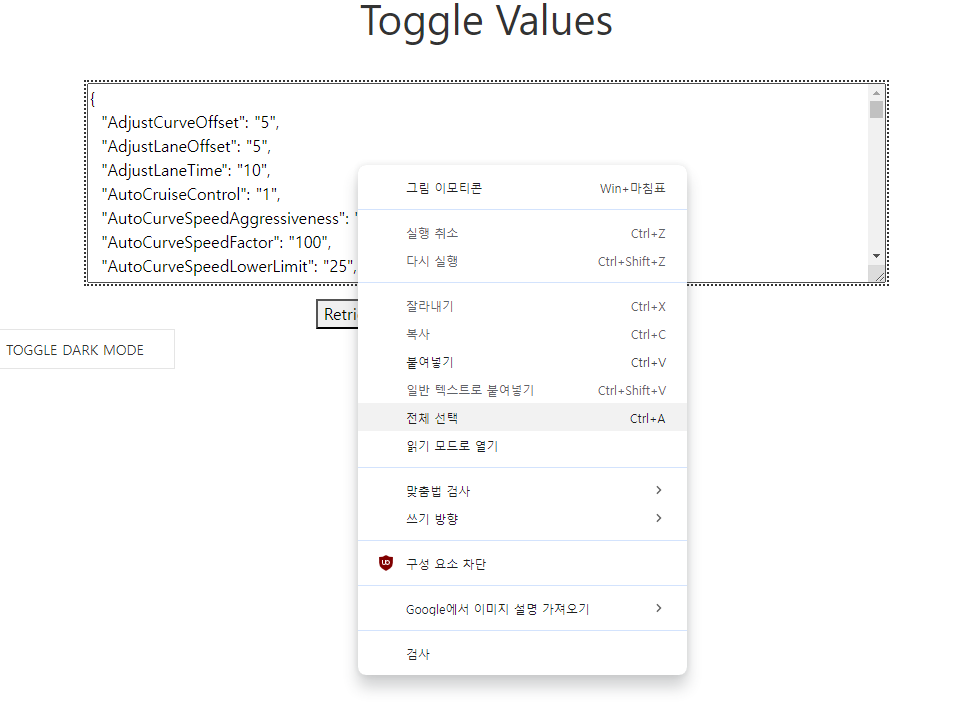 Toggle Values
{
"AdjustCurveOffset": "5",
"AdjustLaneOffset": "5",
"AdjustLaneTime": "10",
"AutoCruiseControl": "1",
"AutoCurveSpeedAggressiveness": "
"AutoCurveSpeedFactor": "100",
"AutoCurveSpeedLowerLimit": "25",
Retri
TOGGLE DARK MODE
그림 이모티콘 Win+마침표
실행 취소 Ctrl+Z
다시 실행 Ctrl+Shift+Z
잘라내기 Ctrl+X
복사 Ctrl+C
붙여넣기 Ctrl+V
일반 텍스트로 붙여넣기 Ctrl+Shift+V
전체 선택 Ctrl+A
읽기 모드로 열기
맞춤법 검사
쓰기 방향
구성 요소 차단
Google에서 이미지 설명 가져오기
검사